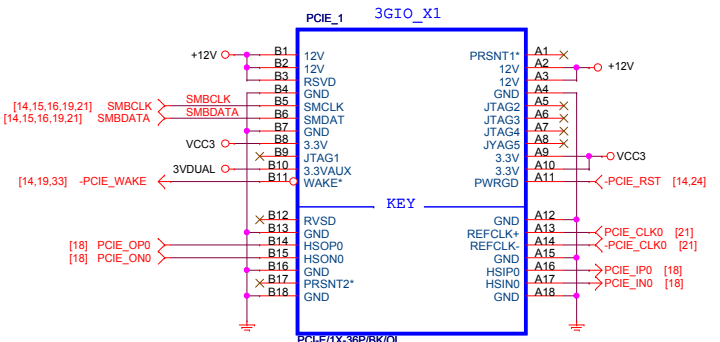 PCIE_1 3GIO_X1
+12V B1 12V PRSNT1* A1
B2 12V 12V A2 +12V
B3 RSVD 12V A3
B4 GND GND A4
[14,15,16,19,21] SMBCLK SMBCLK B5 SMCLK JTAG2 A5
[14,15,16,19,21] SMBDATA SMBDATA B6 SMDAT JTAG3 A6
B7 GND JTAG4 A7
VCC3 B8 3.3V JYAG5 A8
B9 JTAG1 3.3V A9 VCC3
3VDUAL B10 3.3VAUX 3.3V A10
[14,19,33] -PCIE_WAKE B11 WAKE* PWRGD A11 -PCIE_RST [14,24]
KEY
B12 RVSD GND A12
B13 GND REFCLK+ A13 PCIE_CLK0 [21]
[18] PCIE_OP0 B14 HSOP0 REFCLK- A14 -PCIE_CLK0 [21]
[18] PCIE_ON0 B15 HSON0 GND A15
B16 GND HSIP0 A16 PCIE_IP0 [18]
B17 PRSNT2* HSIN0 A17 PCIE_IN0 [18]
B18 GND GND A18
PCI-E/1X-36P/BK/OL